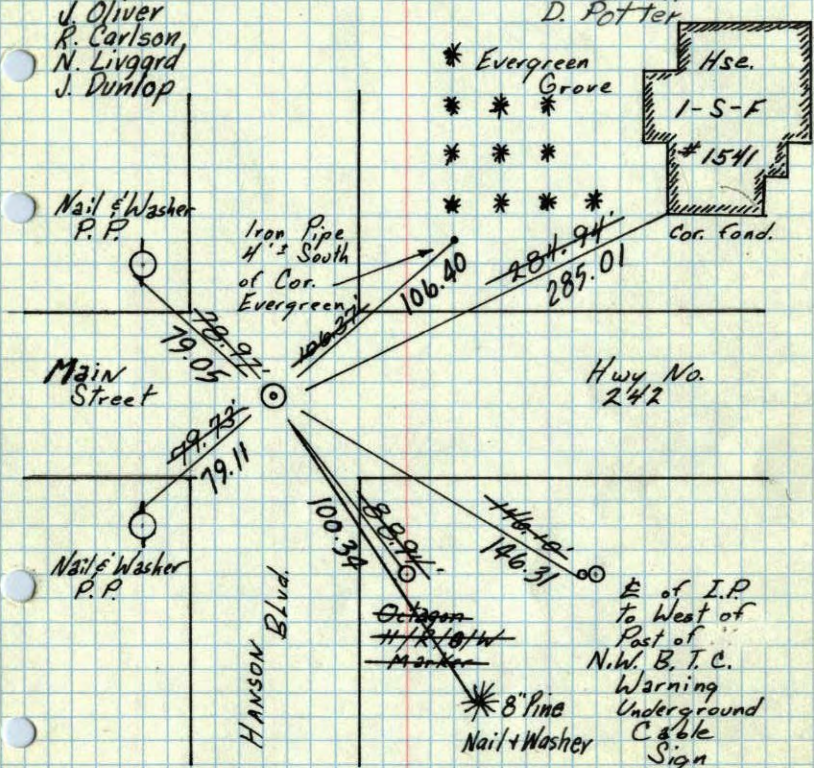 J. Oliver
R. Carlson
N. Livgard
J. Dunlop
D. Potter
Evergreen
Grove
Hse.
1-S-F
#1541
Cor. Fond.
Nail & Washer
P.P.
Iron Pipe
4'± South
of Cor.
Evergreen
284.94'
285.01
106.37'
106.40
78.97'
79.05
Main
Street
Hwy No.
242
79.73'
79.11
100.34
88.94'
146.10'
146.31
Nail & Washer
P.P.
HANSON Blvd.
Octagon
H/R/O/W
Marker
8" Pine
Nail + Washer
℄ of I.P.
to West of
Post of
N.W. B. T. C.
Warning
Underground
Cable
Sign